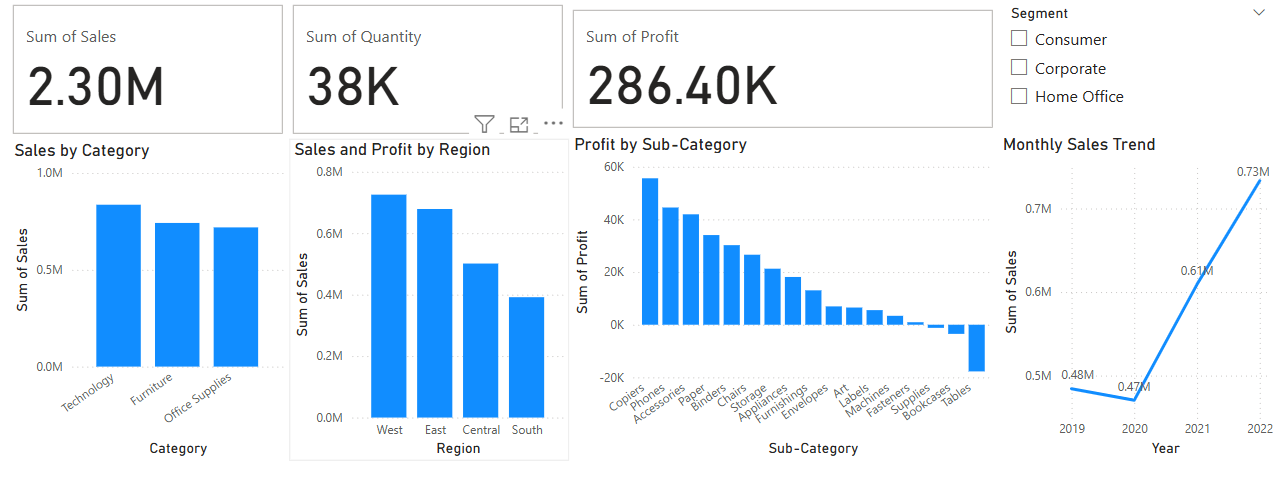 Sum of Sales
2.30M
Sum of Quantity
38K
Sum of Profit
286.40K
Segment
Consumer
Corporate
Home Office
Sales by Category
1.0M
0.5M
0.0M
Sum of Sales
Technology
Furniture
Office Supplies
Category
Sales and Profit by Region
0.8M
0.6M
0.4M
0.2M
0.0M
Sum of Sales
West
East
Central
South
Region
Profit by Sub-Category
60K
40K
20K
0K
-20K
Sum of Profit
Copiers
Phones
Accessories
Paper
Binders
Chairs
Storage
Appliances
Furnishings
Envelopes
Art
Labels
Machines
Fasteners
Supplies
Bookcases
Tables
Sub-Category
Monthly Sales Trend
0.7M
0.6M
0.5M
Sum of Sales
0.48M
0.47M
0.61M
0.73M
2019
2020
2021
2022
Year